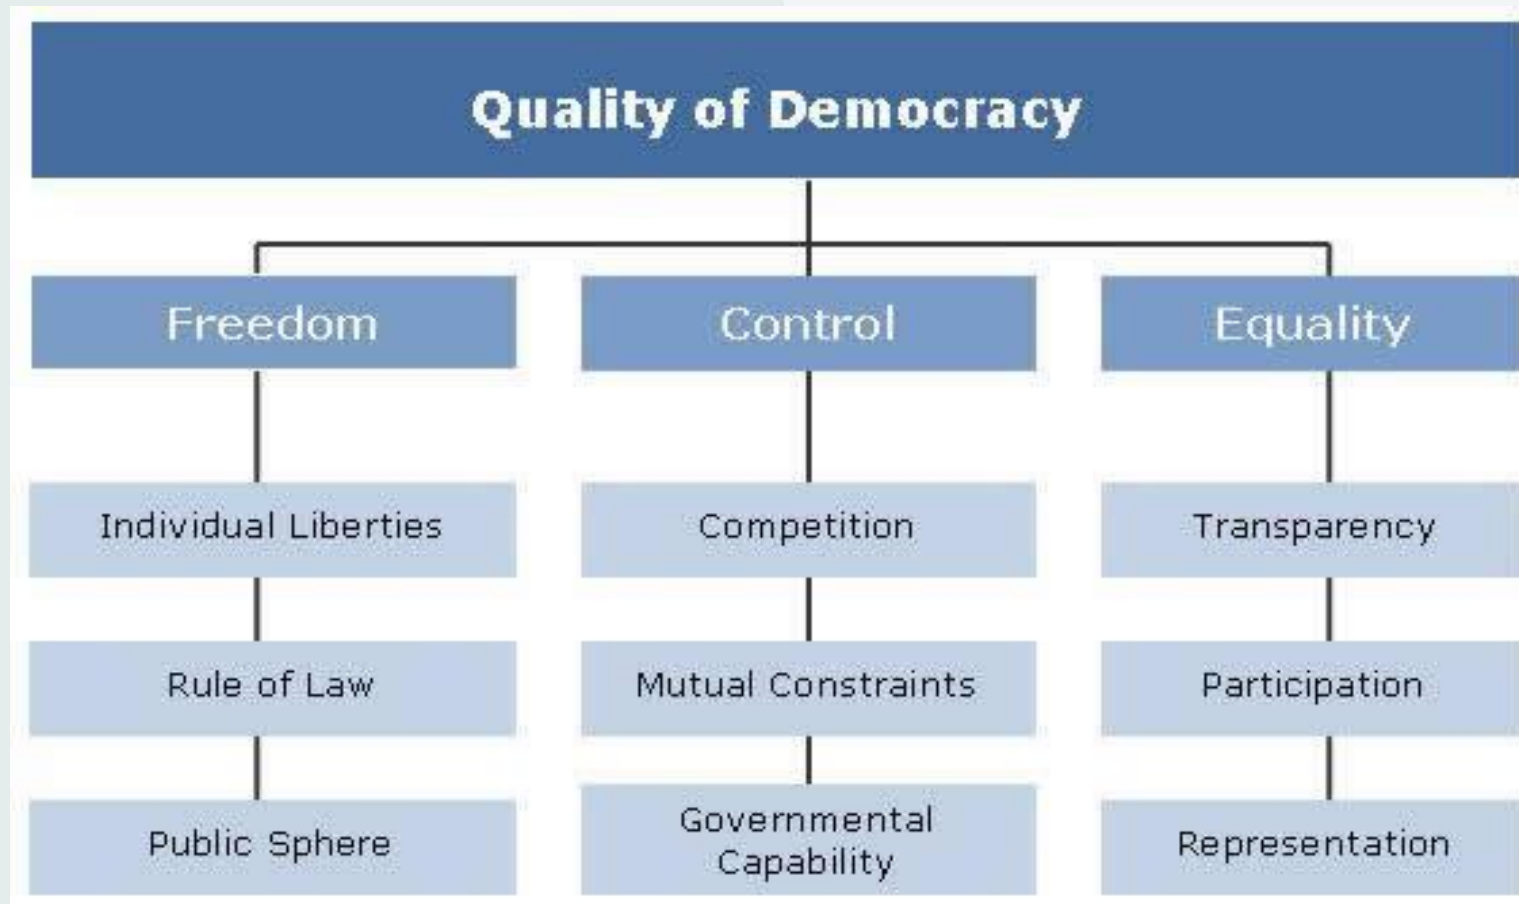 Quality of Democracy
Freedom
Control
Equality
Individual Liberties
Competition
Transparency
Rule of Law
Mutual Constraints
Participation
Public Sphere
Governmental
Capability
Representation